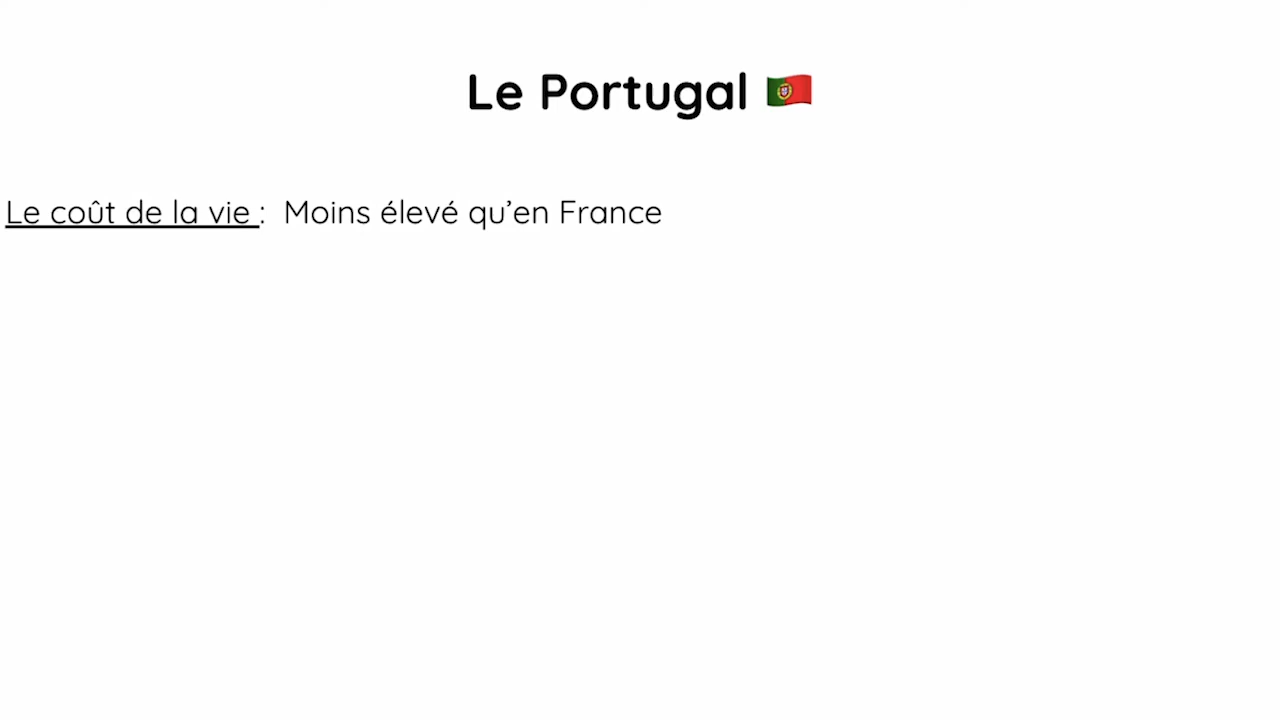 Le Portugal 🇵🇹
Le coût de la vie :  Moins élevé qu’en France